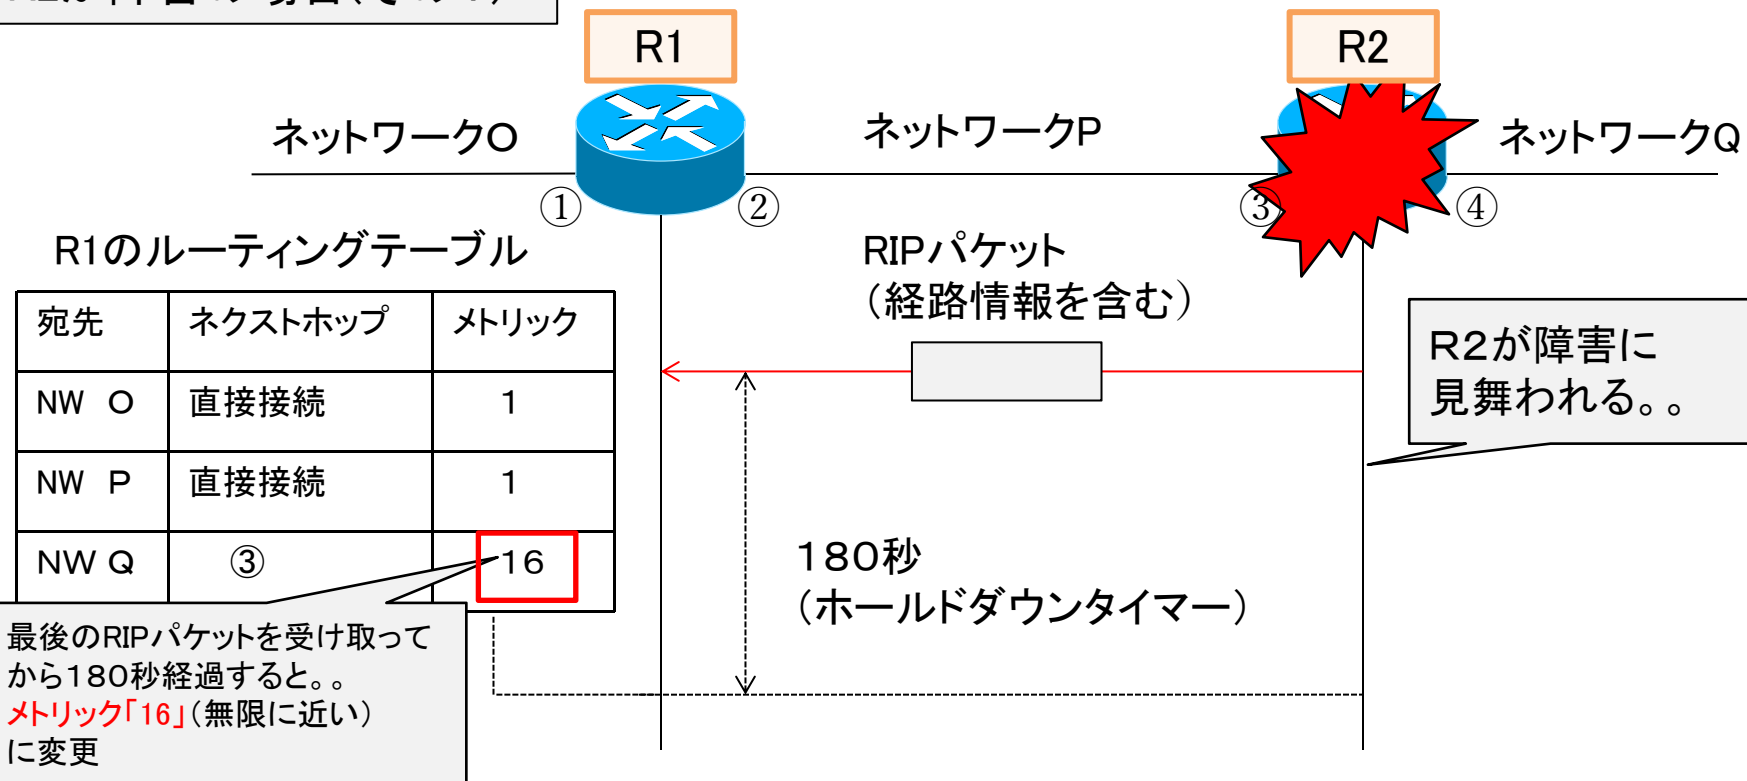 R1
R2
ネットワークO
ネットワークP
ネットワークQ
①
②
③
④
R1のルーティングテーブル
宛先 ネクストホップ メトリック
NW O 直接接続 1
NW P 直接接続 1
NW Q ③ 16
RIPパケット
(経路情報を含む)
R2が障害に
見舞われる。。
180秒
(ホールドダウンタイマー)
最後のRIPパケットを受け取って
から180秒経過すると。。
メトリック「16」(無限に近い)
に変更